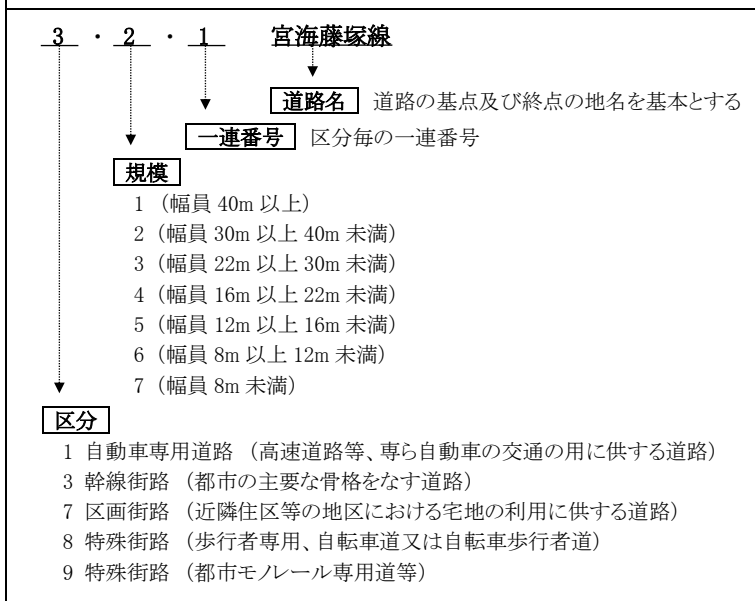 3 ・ 2 ・ 1 宮海藤塚線
道路名 道路の基点及び終点の地名を基本とする
一連番号 区分毎の一連番号
規模
1 （幅員 40m 以上）
2 （幅員 30m 以上 40m 未満）
3 （幅員 22m 以上 30m 未満）
4 （幅員 16m 以上 22m 未満）
5 （幅員 12m 以上 16m 未満）
6 （幅員 8m 以上 12m 未満）
7 （幅員 8m 未満）
区分
1 自動車専用道路 （高速道路等、専ら自動車の交通の用に供する道路）
3 幹線街路 （都市の主要な骨格をなす道路）
7 区画街路 （近隣住区等の地区における宅地の利用に供する道路）
8 特殊街路 （歩行者専用、自転車道又は自転車歩行者道）
9 特殊街路 （都市モノレール専用道等）